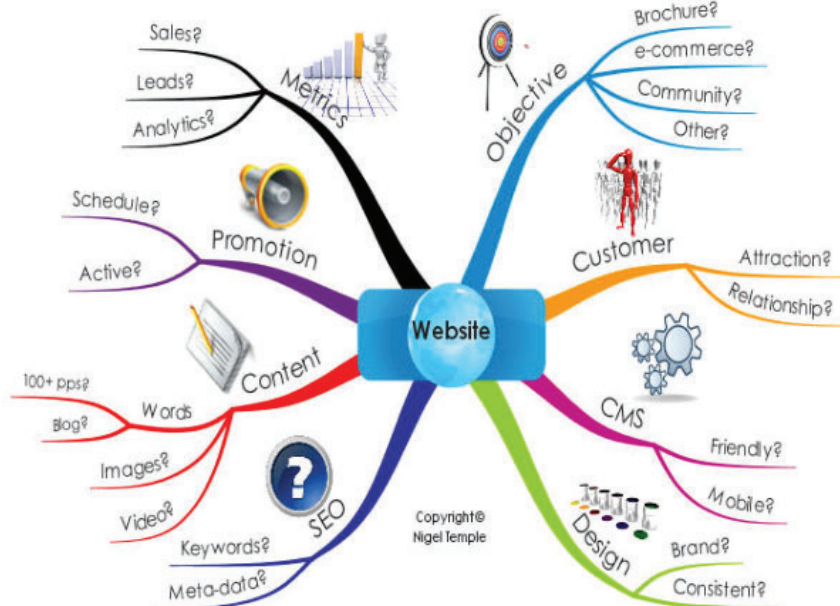 Website
Objective
Brochure?
e-commerce?
Community?
Other?
Customer
Attraction?
Relationship?
CMS
Friendly?
Mobile?
Design
Brand?
Consistent?
SEO
Keywords?
Meta-data?
Content
Words
100+ pps?
Blog?
Images?
Video?
Promotion
Schedule?
Active?
Metrics
Sales?
Leads?
Analytics?
?
Copyright©
Nigel Temple